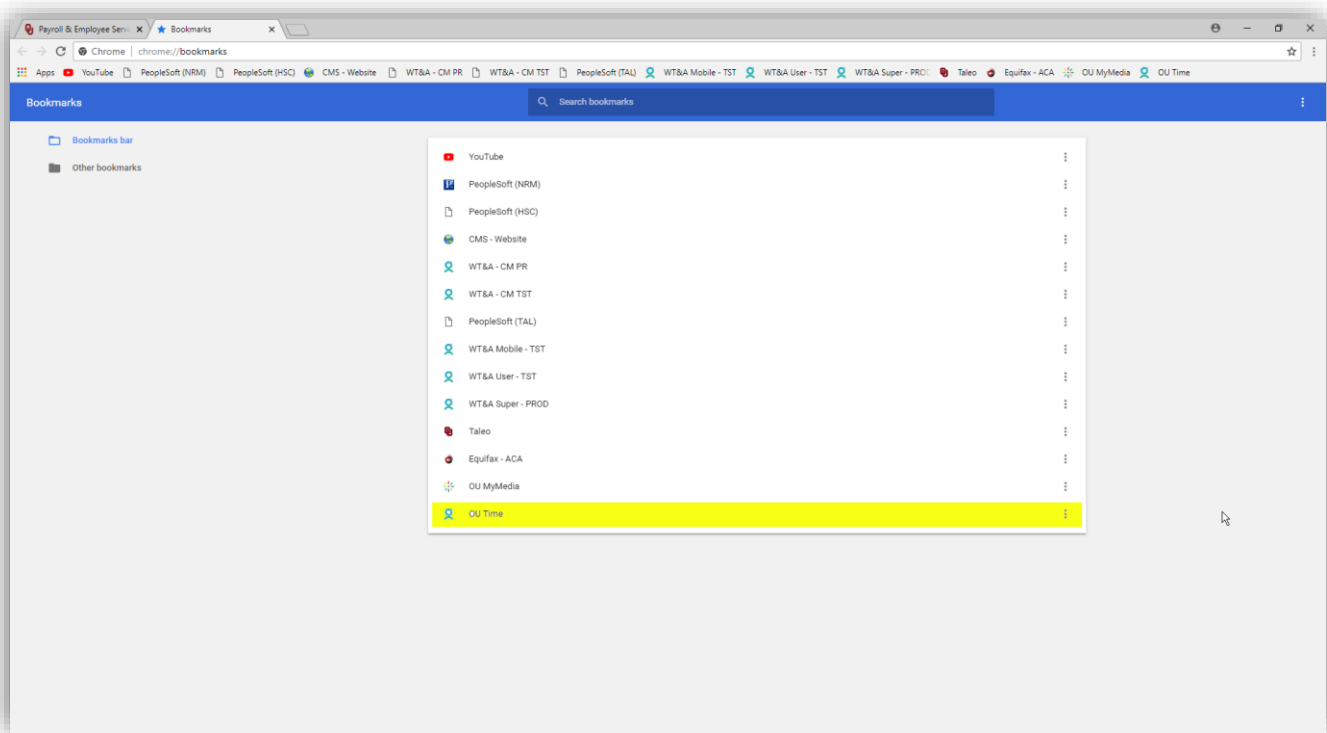 Payroll & Employee Serv Bookmarks
Chrome | chrome://bookmarks
Apps YouTube PeopleSoft (NRM) PeopleSoft (HSC) CMS - Website WT&A - CM PR WT&A - CM TST PeopleSoft (TAL) WT&A Mobile - TST WT&A User - TST WT&A Super - PROD Taleo Equifax - ACA OU MyMedia OU Time
Bookmarks Search bookmarks
Bookmarks bar
Other bookmarks
YouTube
PeopleSoft (NRM)
PeopleSoft (HSC)
CMS - Website
WT&A - CM PR
WT&A - CM TST
PeopleSoft (TAL)
WT&A Mobile - TST
WT&A User - TST
WT&A Super - PROD
Taleo
Equifax - ACA
OU MyMedia
OU Time